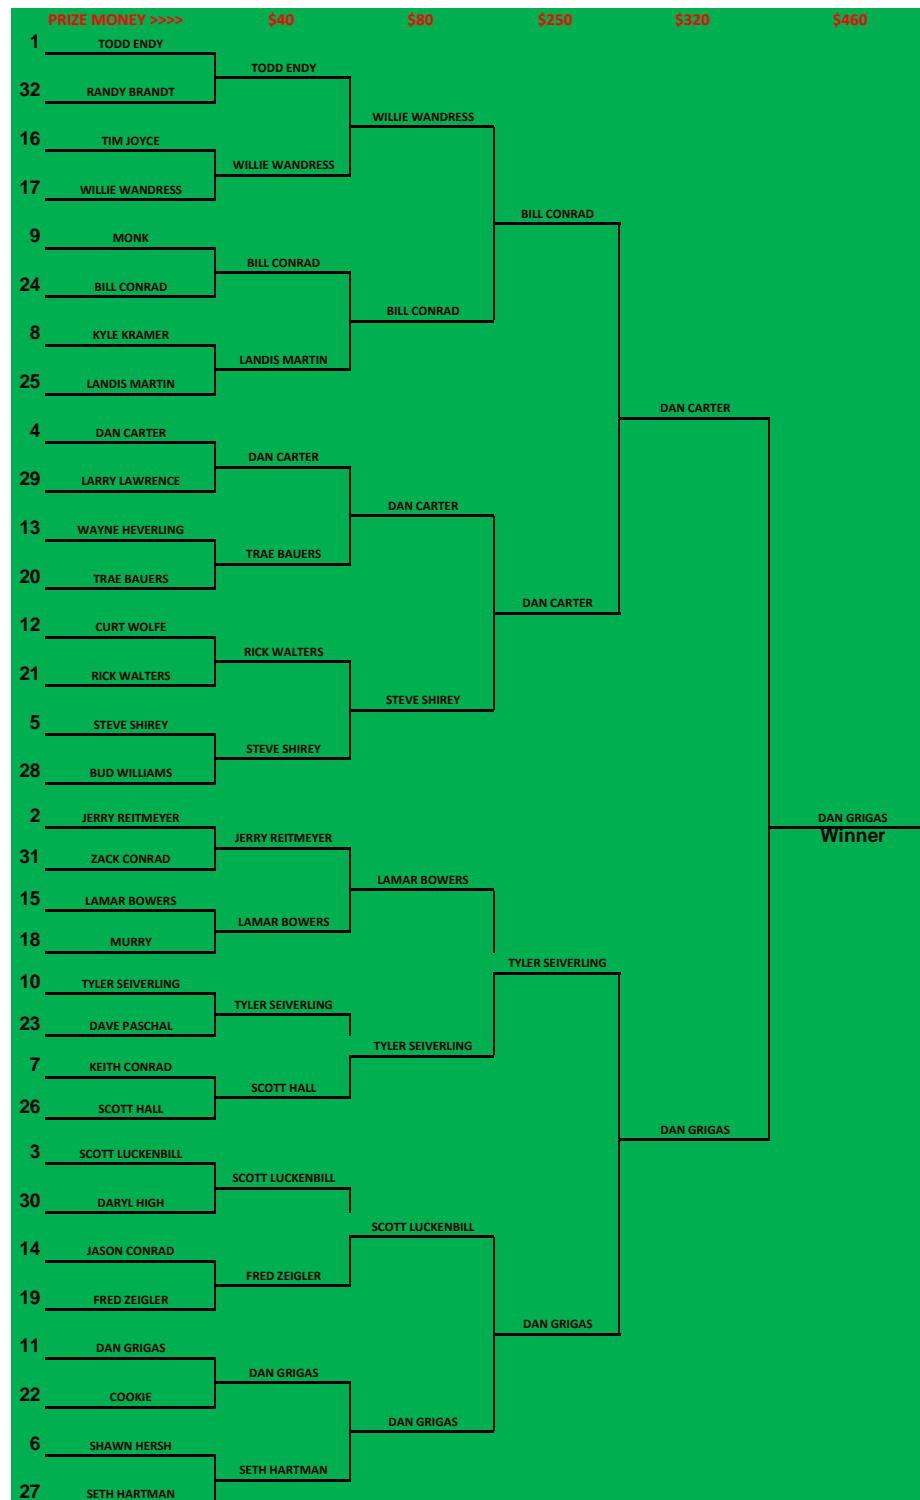 PRIZE MONEY >>>> $40 $80 $250 $320 $460
1 TODD ENDY
TODD ENDY
32 RANDY BRANDT
WILLIE WANDRESS
16 TIM JOYCE
WILLIE WANDRESS
17 WILLIE WANDRESS
BILL CONRAD
9 MONK
BILL CONRAD
24 BILL CONRAD
BILL CONRAD
8 KYLE KRAMER
LANDIS MARTIN
25 LANDIS MARTIN
DAN CARTER
4 DAN CARTER
DAN CARTER
29 LARRY LAWRENCE
DAN CARTER
13 WAYNE HEVERLING
TRAE BAUERS
20 TRAE BAUERS
DAN CARTER
12 CURT WOLFE
RICK WALTERS
21 RICK WALTERS
STEVE SHIREY
5 STEVE SHIREY
STEVE SHIREY
28 BUD WILLIAMS
2 JERRY REITMEYER
DAN GRIGAS
Winner
JERRY REITMEYER
31 ZACK CONRAD
LAMAR BOWERS
15 LAMAR BOWERS
LAMAR BOWERS
18 MURRY
TYLER SEIVERLING
10 TYLER SEIVERLING
TYLER SEIVERLING
23 DAVE PASCHAL
TYLER SEIVERLING
7 KEITH CONRAD
SCOTT HALL
26 SCOTT HALL
DAN GRIGAS
3 SCOTT LUCKENBILL
SCOTT LUCKENBILL
30 DARYL HIGH
SCOTT LUCKENBILL
14 JASON CONRAD
FRED ZEIGLER
19 FRED ZEIGLER
DAN GRIGAS
11 DAN GRIGAS
DAN GRIGAS
22 COOKIE
DAN GRIGAS
6 SHAWN HERSH
SETH HARTMAN
27 SETH HARTMAN